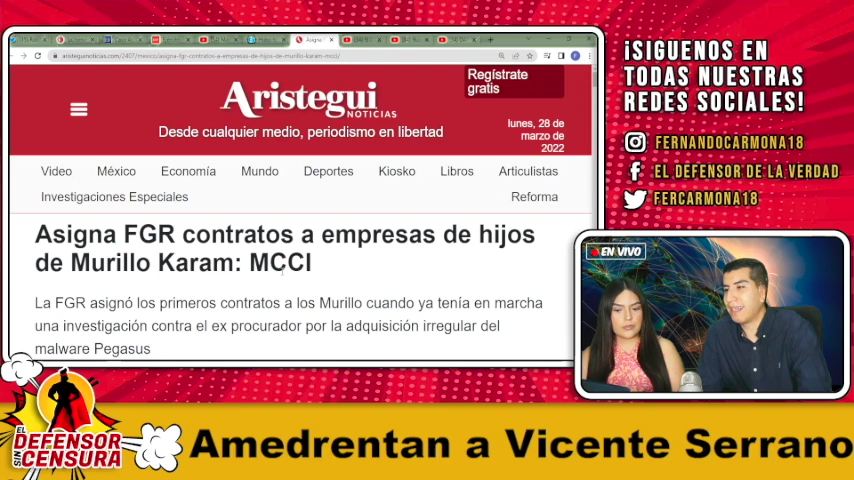 aristeguinoticias.com/2403/mexico/asigna-fgr-contratos-a-empresas-de-hijos-de-murillo-karam-mcci/
Aristegui
NOTICIAS
Desde cualquier medio, periodismo en libertad
Regístrate
gratis
lunes, 28 de
marzo de
2022
Video México Economía Mundo Deportes Kiosko Libros Articulistas
Investigaciones Especiales Reforma
Asigna FGR contratos a empresas de hijos
de Murillo Karam: MCCI
La FGR asignó los primeros contratos a los Murillo cuando ya tenía en marcha
una investigación contra el ex procurador por la adquisición irregular del
malware Pegasus
¡SIGUENOS EN
TODAS NUESTRAS
REDES SOCIALES!
FERNANDOCARMONA18
EL DEFENSOR DE LA VERDAD
FERCARMONA18
EN VIVO
EL
DEFENSOR
SIN
CENSURA
Amedrentan a Vicente Serrano